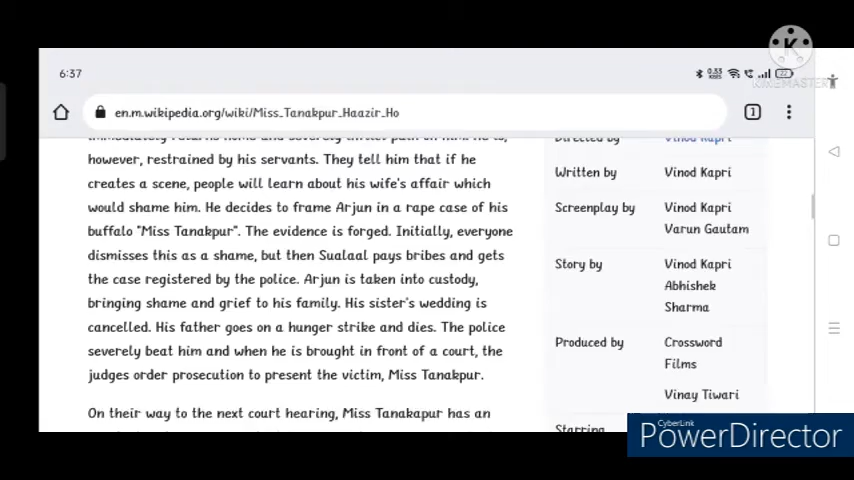 KINEMASTER
6:37
0.33
22
en.m.wikipedia.org/wiki/Miss_Tanakpur_Haazir_Ho
1
however, restrained by his servants. They tell him that if he
creates a scene, people will learn about his wife's affair which
would shame him. He decides to frame Arjun in a rape case of his
buffalo "Miss Tanakpur". The evidence is forged. Initially, everyone
dismisses this as a shame, but then Sualaal pays bribes and gets
the case registered by the police. Arjun is taken into custody,
bringing shame and grief to his family. His sister's wedding is
cancelled. His father goes on a hunger strike and dies. The police
severely beat him and when he is brought in front of a court, the
judges order prosecution to present the victim, Miss Tanakpur.
On their way to the next court hearing, Miss Tanakapur has an
Directed by Vinod Kapri
Written by Vinod Kapri
Screenplay by Vinod Kapri
Varun Gautam
Story by Vinod Kapri
Abhishek
Sharma
Produced by Crossword
Films
Vinay Tiwari
Starring
CyberLink
PowerDirector